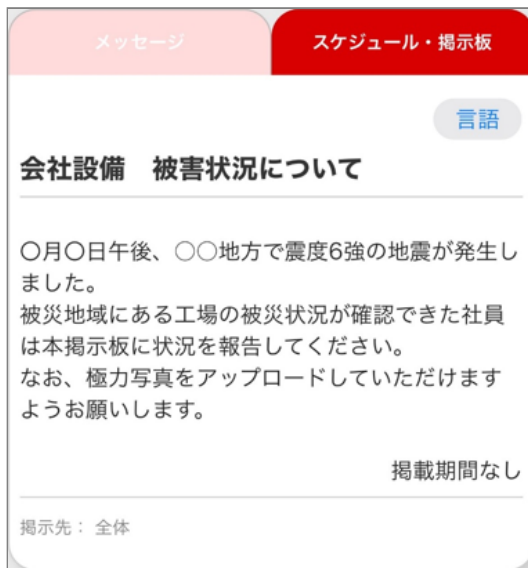 メッセージ
スケジュール・掲示板
言語
会社設備　被害状況について
〇月〇日午後、○○地方で震度6強の地震が発生し
ました。
被災地域にある工場の被災状況が確認できた社員
は本掲示板に状況を報告してください。
なお、極力写真をアップロードしていただけます
ようお願いします。
掲載期間なし
掲示先： 全体